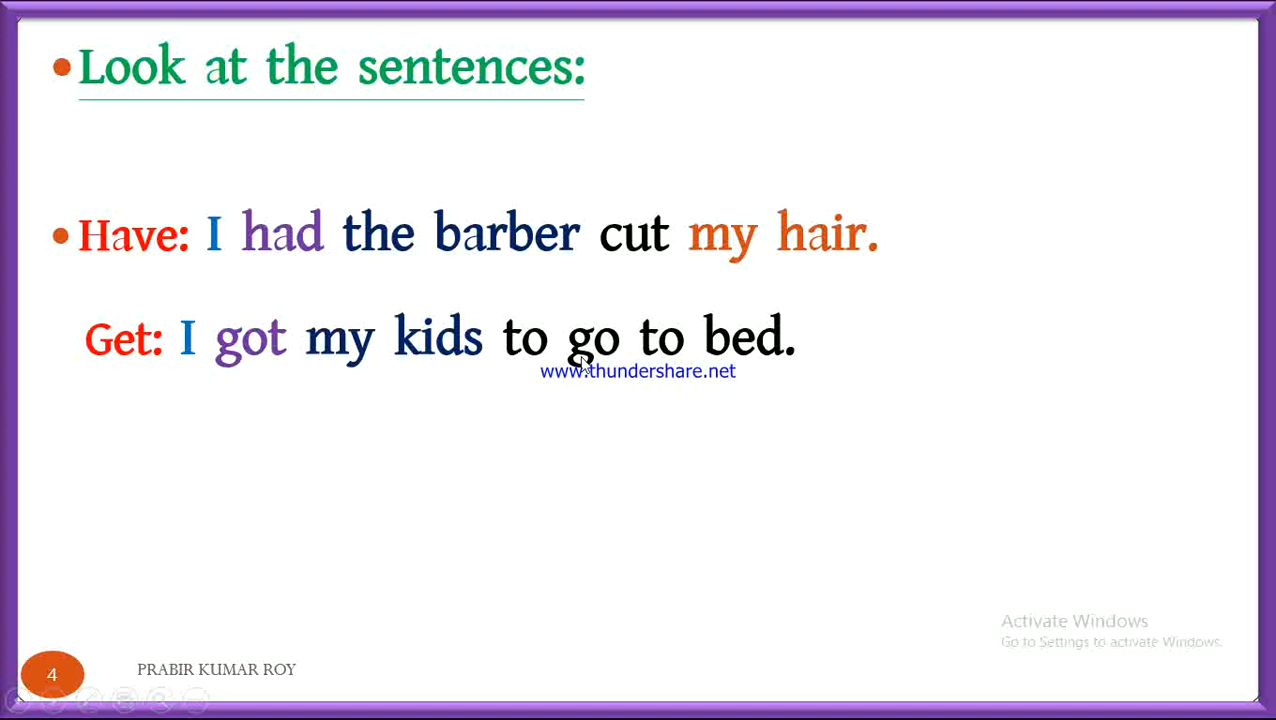 Look at the sentences:
Have: I had the barber cut my hair.
Get: I got my kids to go to bed.
www.thundershare.net
Activate Windows
Go to Settings to activate Windows.
4
PRABIR KUMAR ROY